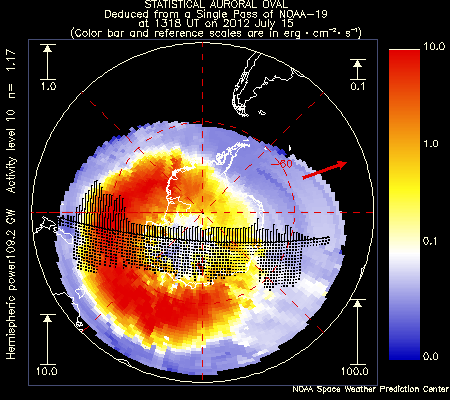 STATISTICAL AURORAL OVAL
Deduced from a Single Pass of NOAA-19
at 1318 UT on 2012 July 15
(Color bar and reference scales are in erg · cm⁻² · s⁻¹)
1.0
0.1
10.0
1.0
0.1
0.0
-60
Hemispheric power109.2 GW Activity level 10 n= 1.17
10.0
100.0
NOAA Space Weather Prediction Center